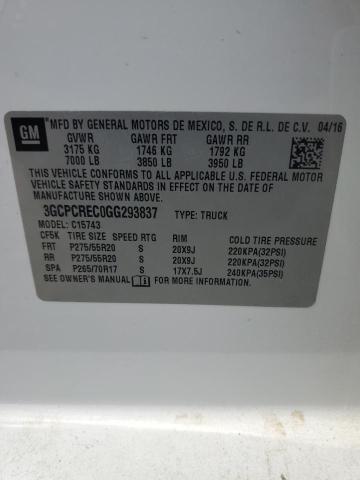 GM
MFD BY GENERAL MOTORS DE MEXICO, S. DE R.L. DE C.V. 04/16
GVWR GAWR FRT GAWR RR
3175 KG 1746 KG 1792 KG
7000 LB 3850 LB 3950 LB
THIS VEHICLE CONFORMS TO ALL APPLICABLE U.S. FEDERAL MOTOR
VEHICLE SAFETY STANDARDS IN EFFECT ON THE DATE OF
MANUFACTURE SHOWN ABOVE.
3GCPCREC0GG293837 TYPE: TRUCK
MODEL: C15743
CF5K TIRE SIZE SPEED RTG RIM COLD TIRE PRESSURE
FRT P275/55R20 S 20X9J 220KPA(32PSI)
RR P275/55R20 S 20X9J 220KPA(32PSI)
SPA P265/70R17 S 17X7.5J 240KPA(35PSI)
SEE OWNER'S MANUAL FOR ADDITIONAL INFORMATION.